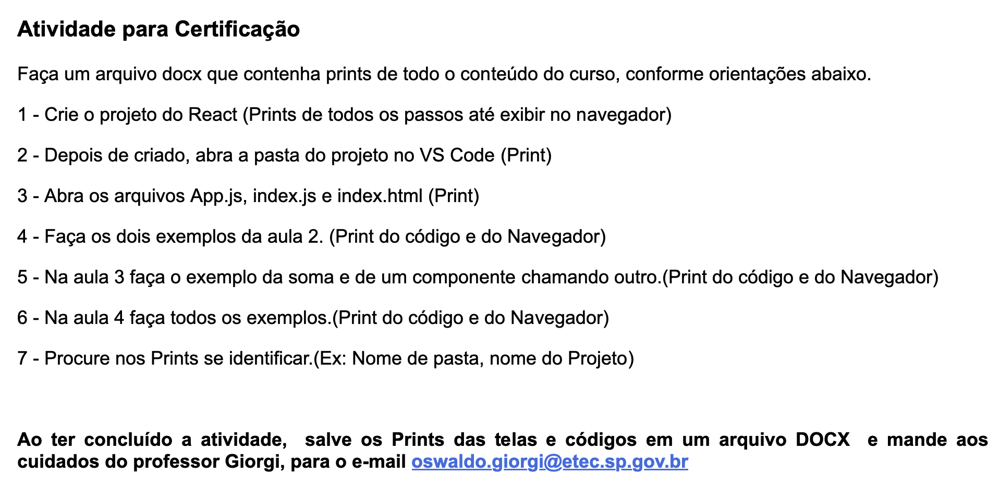 Atividade para Certificação
Faça um arquivo docx que contenha prints de todo o conteúdo do curso, conforme orientações abaixo.
1 - Crie o projeto do React (Prints de todos os passos até exibir no navegador)
2 - Depois de criado, abra a pasta do projeto no VS Code (Print)
3 - Abra os arquivos App.js, index.js e index.html (Print)
4 - Faça os dois exemplos da aula 2. (Print do código e do Navegador)
5 - Na aula 3 faça o exemplo da soma e de um componente chamando outro.(Print do código e do Navegador)
6 - Na aula 4 faça todos os exemplos.(Print do código e do Navegador)
7 - Procure nos Prints se identificar.(Ex: Nome de pasta, nome do Projeto)
Ao ter concluído a atividade,  salve os Prints das telas e códigos em um arquivo DOCX  e mande aos
cuidados do professor Giorgi, para o e-mail oswaldo.giorgi@etec.sp.gov.br